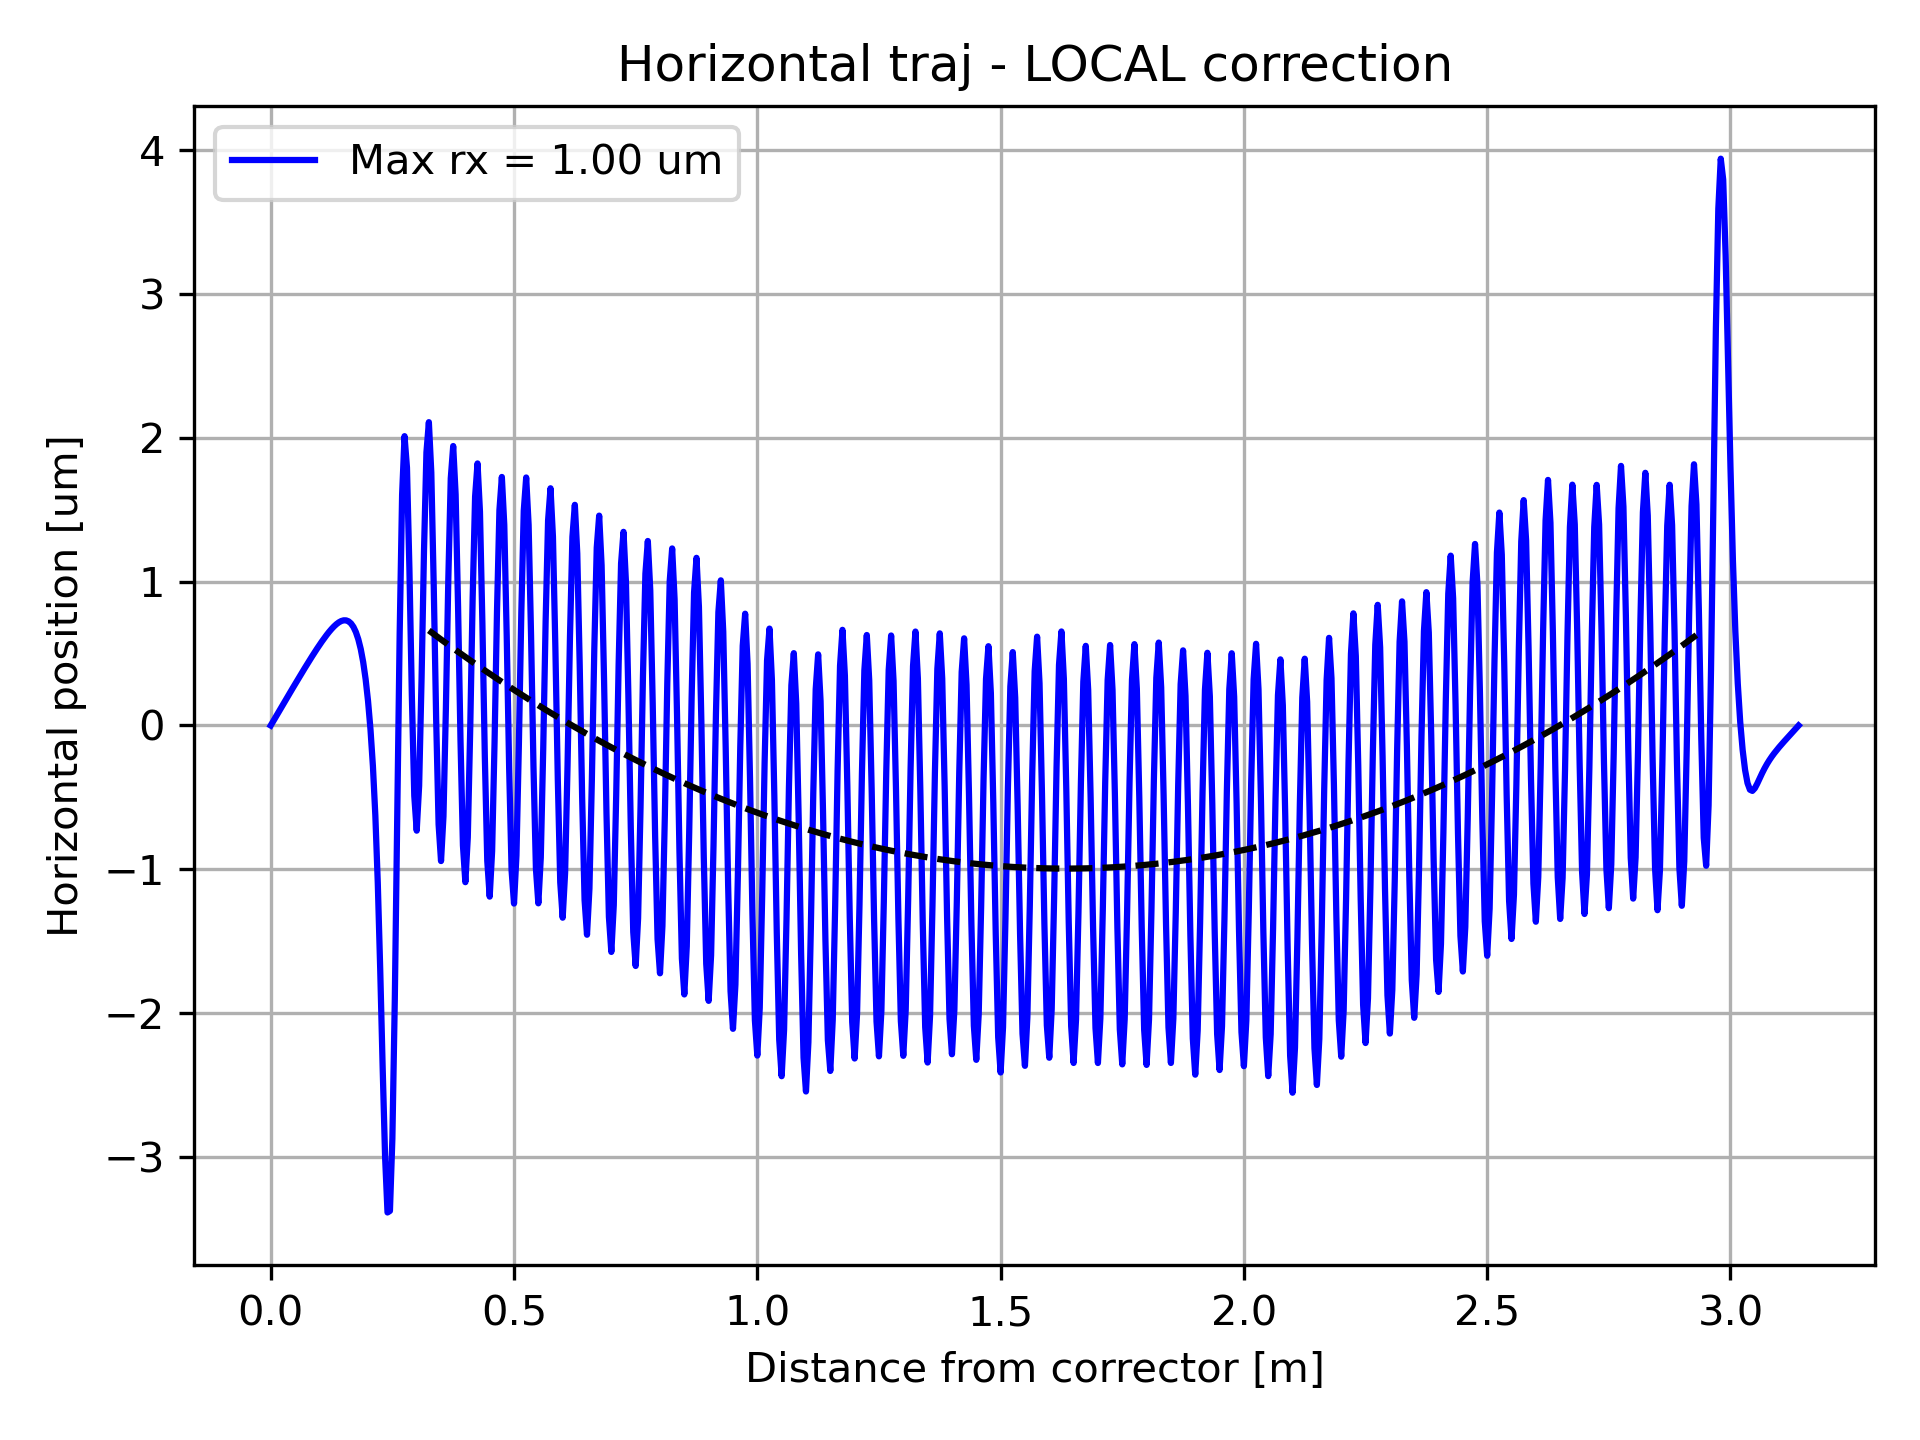 Horizontal traj - LOCAL correction
Max rx = 1.00 um
Horizontal position [um]
4
3
2
1
0
−1
−2
−3
0.0 0.5 1.0 1.5 2.0 2.5 3.0
Distance from corrector [m]